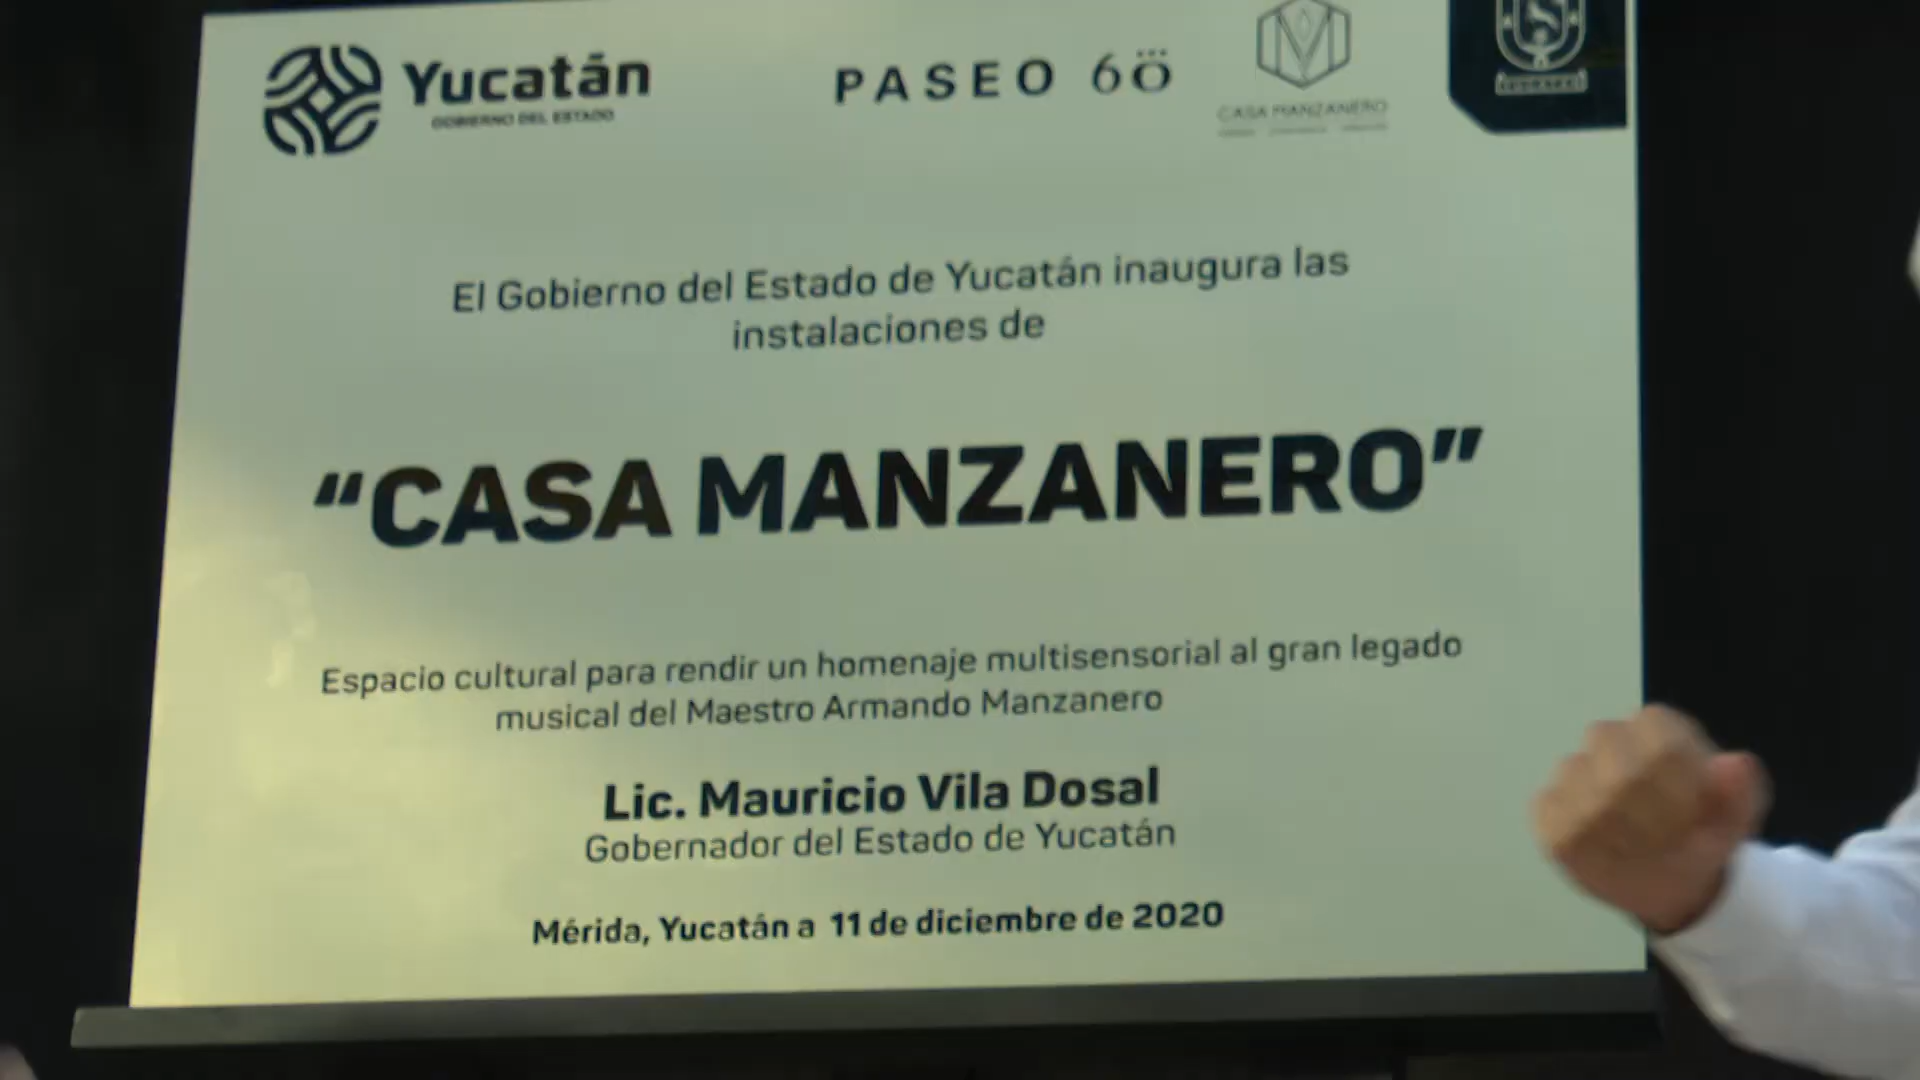 Yucatán
GOBIERNO DEL ESTADO
PASEO 60
CASA MANZANERO
El Gobierno del Estado de Yucatán inaugura las
instalaciones de
“CASA MANZANERO”
Espacio cultural para rendir un homenaje multisensorial al gran legado
musical del Maestro Armando Manzanero
Lic. Mauricio Vila Dosal
Gobernador del Estado de Yucatán
Mérida, Yucatán a 11 de diciembre de 2020